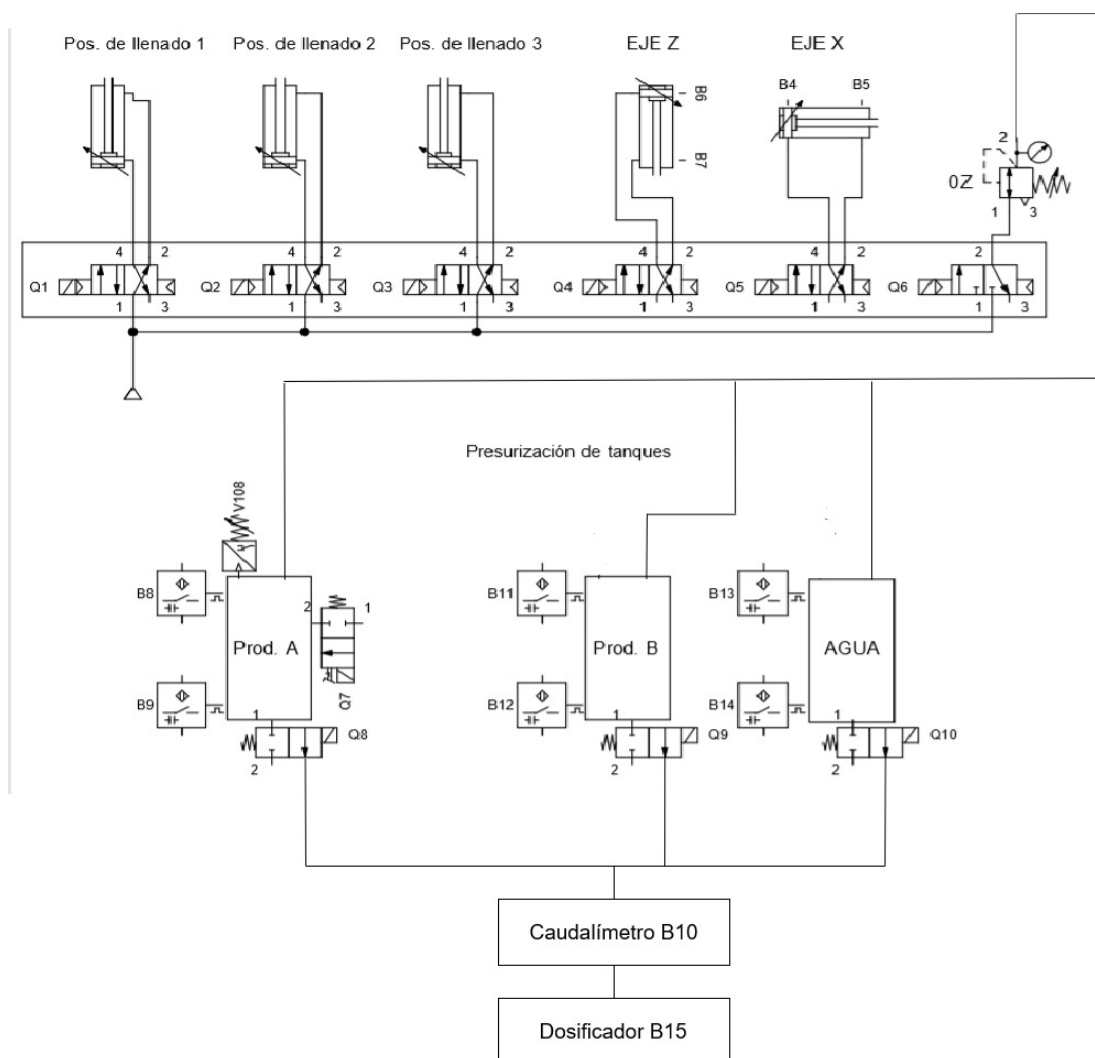 Pos. de llenado 1 Pos. de llenado 2 Pos. de llenado 3 EJE Z EJE X
B4 B5
B6
B7
2
0Z
1 3
4 2 4 2 4 2 4 2 4 2 2
Q1 Q2 Q3 Q4 Q5 Q6
1 3 1 3 1 3 1 3 1 3 1 3
Presurización de tanques
V108
B8 B11 B13
2 1
Prod. A Prod. B AGUA
B9 B12 B14
Q7
1 1 1
Q8 Q9 Q10
2 2 2
Caudalímetro B10
Dosificador B15